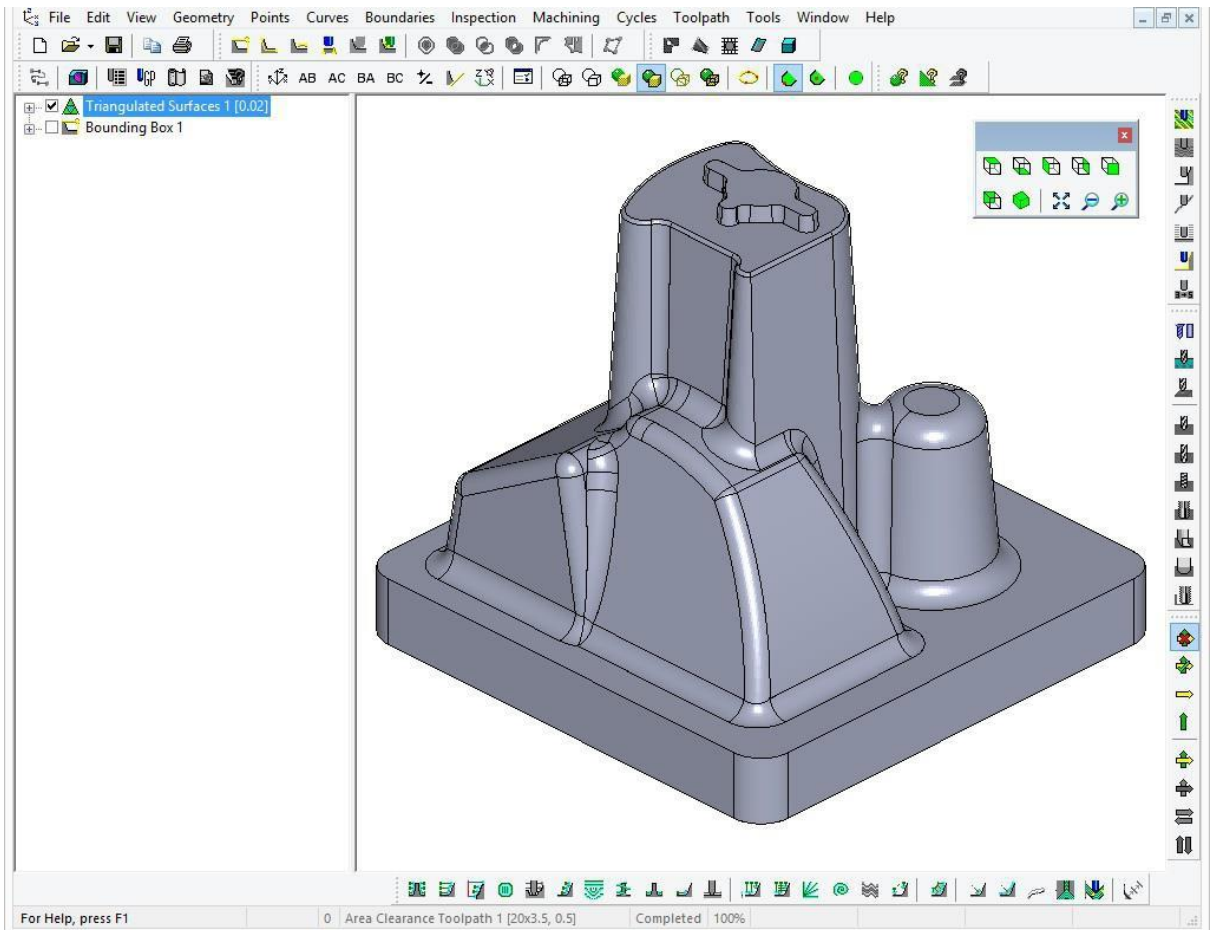 File Edit View Geometry Points Curves Boundaries Inspection Machining Cycles Toolpath Tools Window Help
AB AC BA BC
Triangulated Surfaces 1 [0.02]
Bounding Box 1
For Help, press F1 0 Area Clearance Toolpath 1 [20x3.5, 0.5] Completed 100%